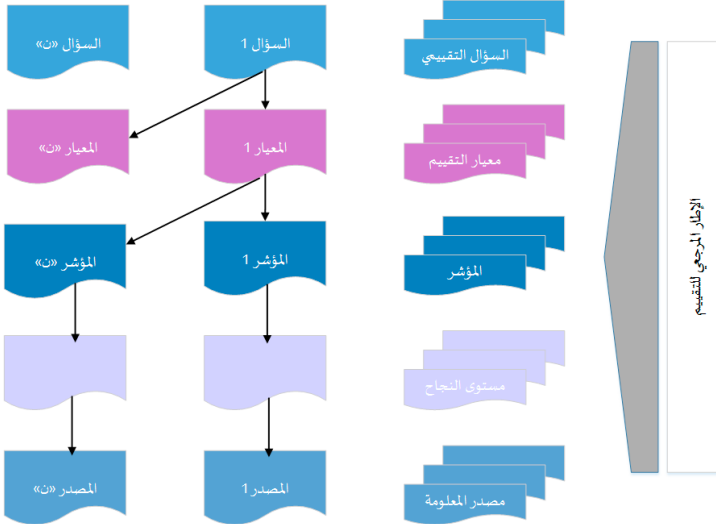 السؤال التقييمي
السؤال 1
السؤال «ن»
معيار التقييم
المعيار 1
المعيار «ن»
المؤشر
المؤشر 1
المؤشر «ن»
مستوى النجاح
مصدر المعلومة
المصدر 1
المصدر «ن»
الإطار المرجعي للتقييم